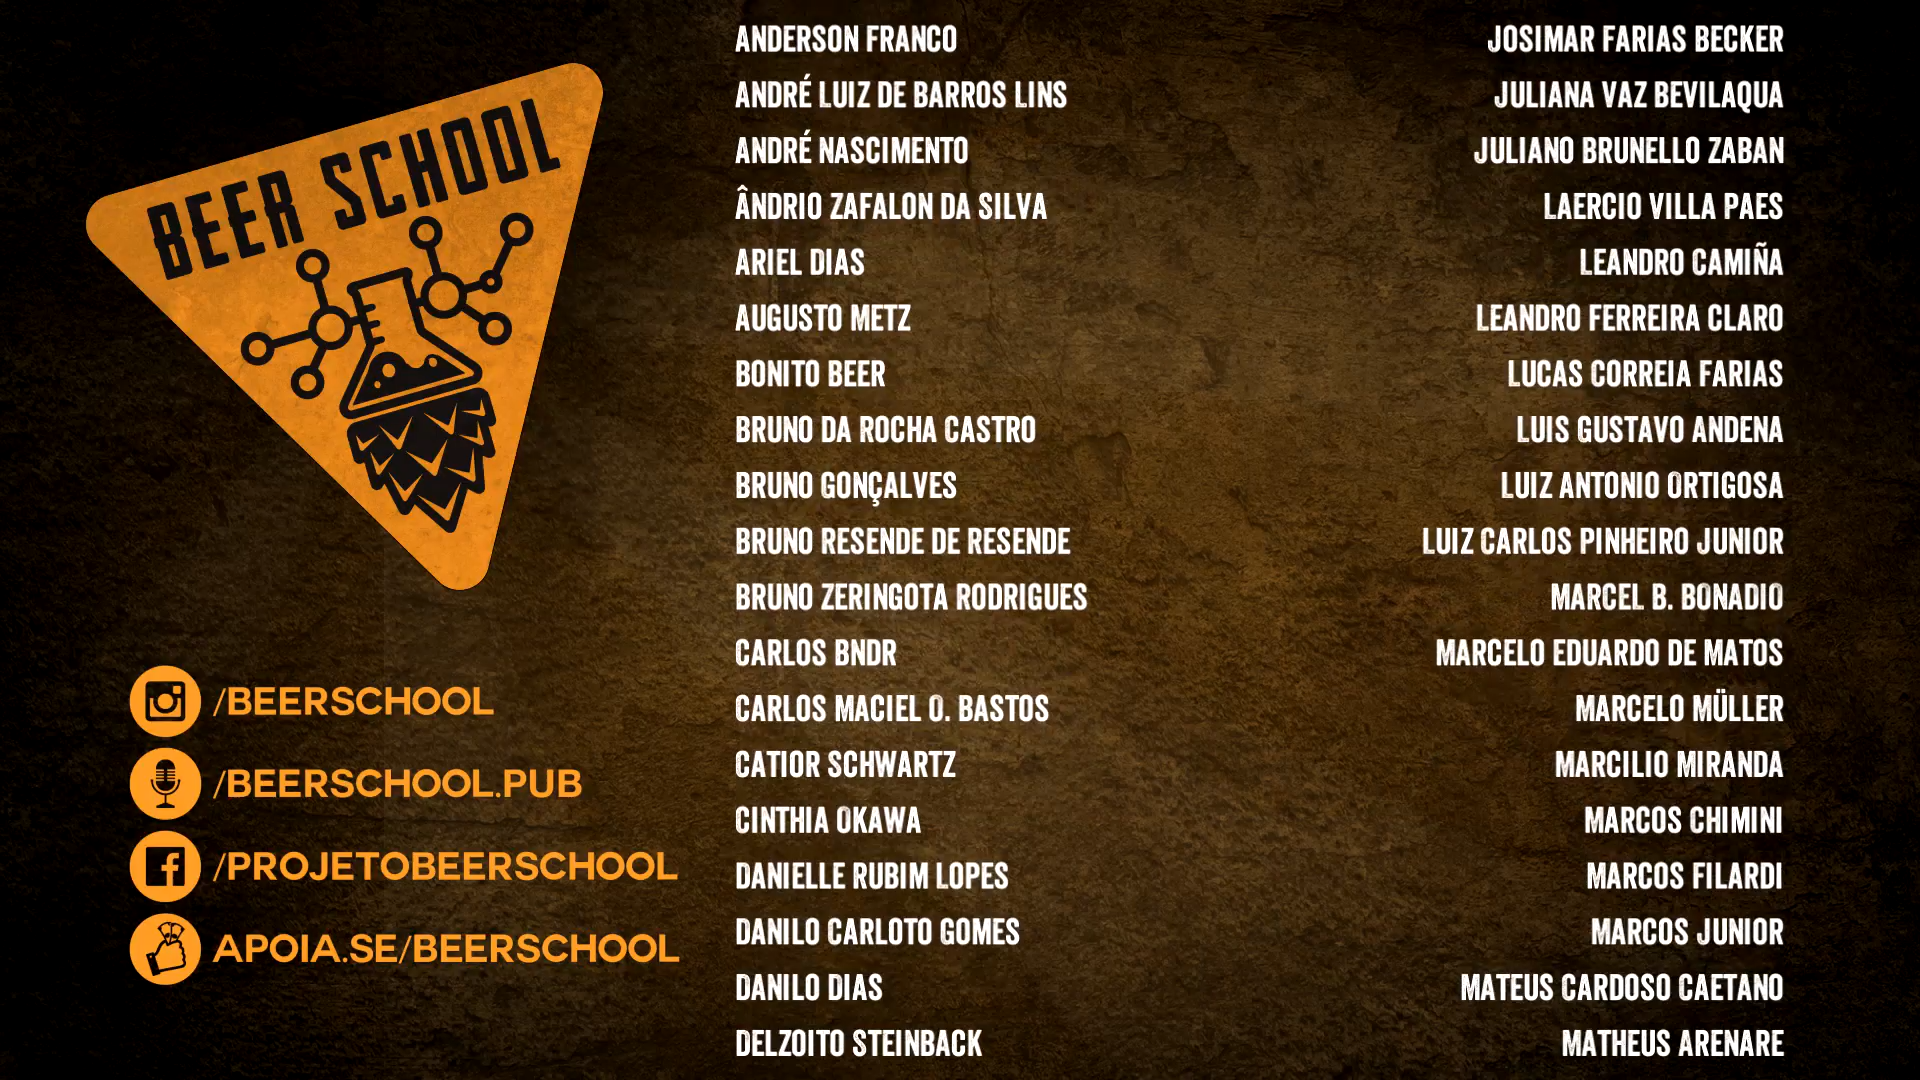 BEER SCHOOL
/BEERSCHOOL
/BEERSCHOOL.PUB
/PROJETOBEERSCHOOL
APOIA.SE/BEERSCHOOL
ANDERSON FRANCO
ANDRÉ LUIZ DE BARROS LINS
ANDRÉ NASCIMENTO
ÂNDRIO ZAFALON DA SILVA
ARIEL DIAS
AUGUSTO METZ
BONITO BEER
BRUNO DA ROCHA CASTRO
BRUNO GONÇALVES
BRUNO RESENDE DE RESENDE
BRUNO ZERINGOTA RODRIGUES
CARLOS BNDR
CARLOS MACIEL O. BASTOS
CATIOR SCHWARTZ
CINTHIA OKAWA
DANIELLE RUBIM LOPES
DANILO CARLOTO GOMES
DANILO DIAS
DELZOITO STEINBACK
JOSIMAR FARIAS BECKER
JULIANA VAZ BEVILAQUA
JULIANO BRUNELLO ZABAN
LAERCIO VILLA PAES
LEANDRO CAMIÑA
LEANDRO FERREIRA CLARO
LUCAS CORREIA FARIAS
LUIS GUSTAVO ANDENA
LUIZ ANTONIO ORTIGOSA
LUIZ CARLOS PINHEIRO JUNIOR
MARCEL B. BONADIO
MARCELO EDUARDO DE MATOS
MARCELO MÜLLER
MARCILIO MIRANDA
MARCOS CHIMINI
MARCOS FILARDI
MARCOS JUNIOR
MATEUS CARDOSO CAETANO
MATHEUS ARENARE